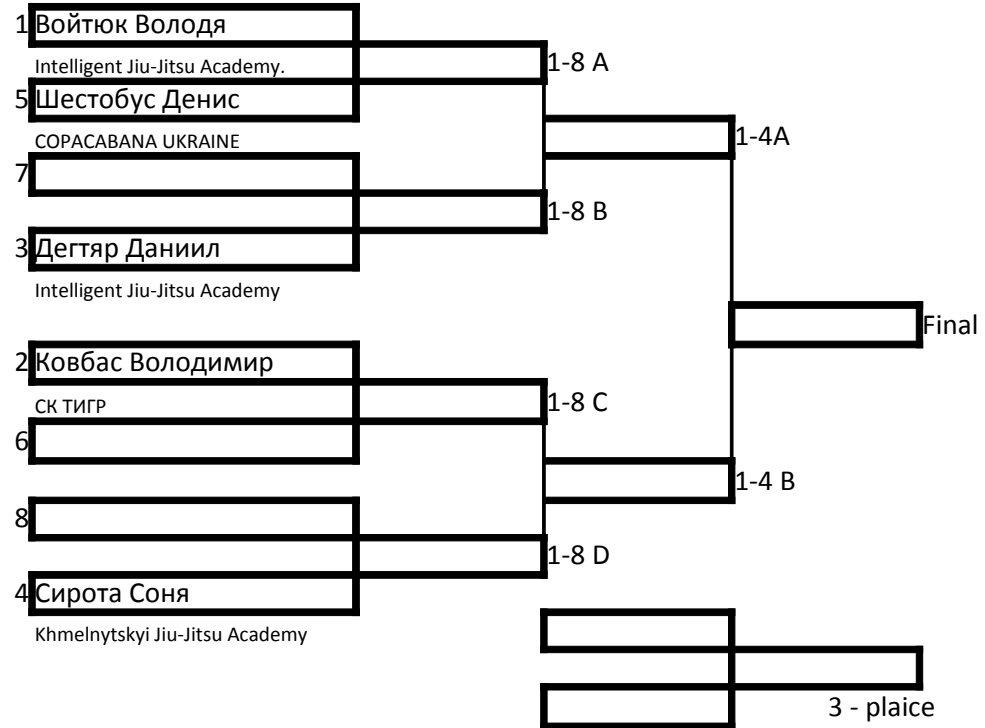 1 Войтюк Володя
Intelligent Jiu-Jitsu Academy.
1-8 A
5 Шестобус Денис
COPACABANA UKRAINE
1-4A
7
1-8 B
3 Дегтяр Даниил
Intelligent Jiu-Jitsu Academy
Final
2 Ковбас Володимир
СК ТИГР
1-8 C
6
1-4 B
8
1-8 D
4 Сирота Соня
Khmelnytskyi Jiu-Jitsu Academy
3 - plaice